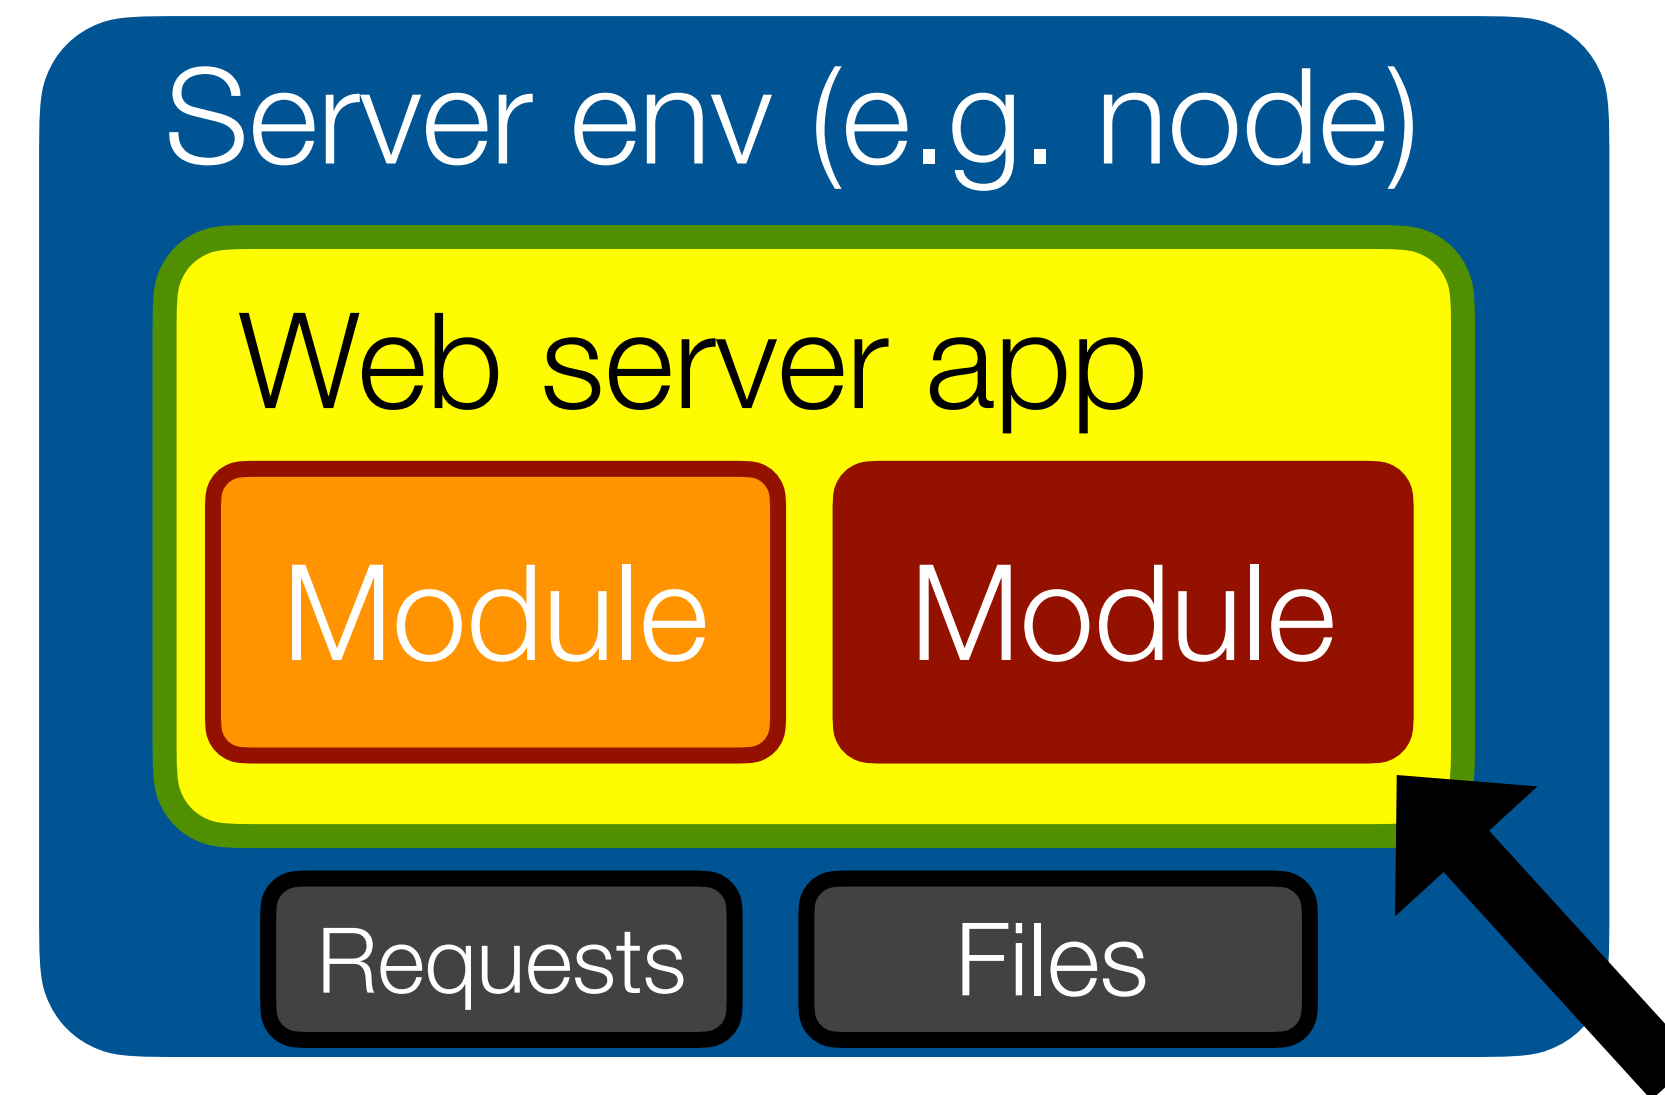 Server env (e.g. node)
Web server app
Module Module
Requests Files